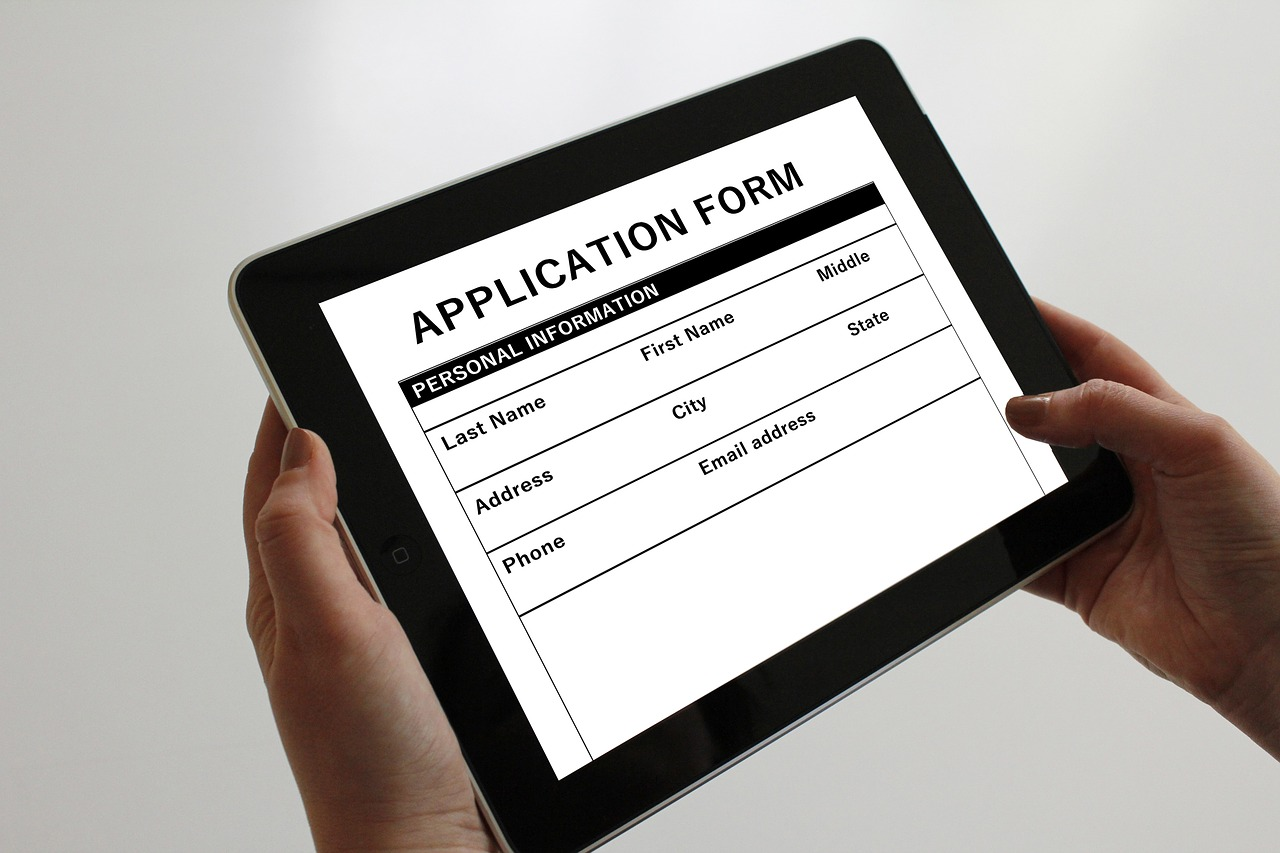 APPLICATION FORM
PERSONAL INFORMATION
Last Name First Name Middle
Address City State
Phone Email address